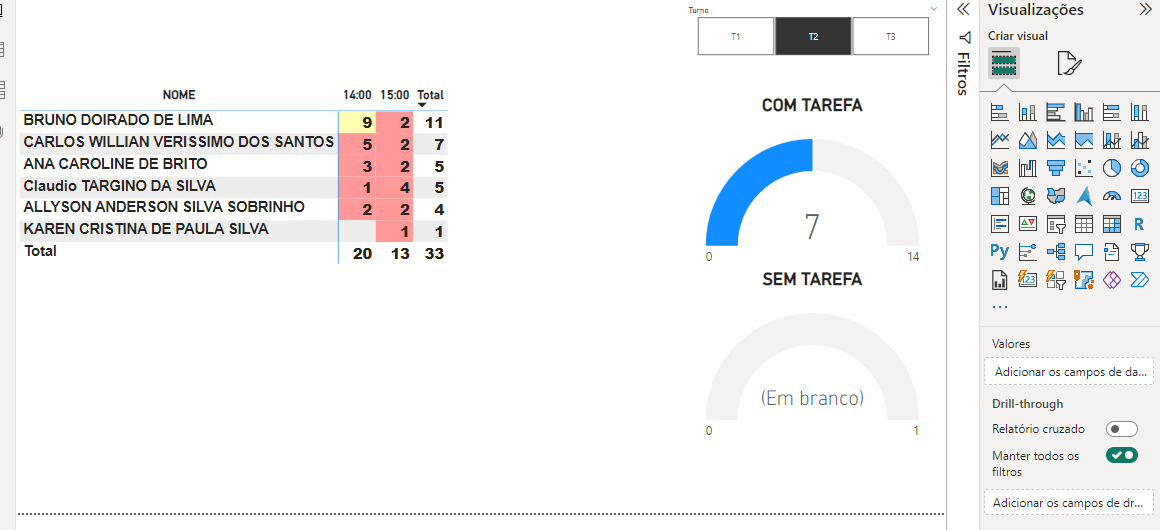 Turno
T1 T2 T3
NOME 14:00 15:00 Total
BRUNO DOIRADO DE LIMA 9 2 11
CARLOS WILLIAN VERISSIMO DOS SANTOS 5 2 7
ANA CAROLINE DE BRITO 3 2 5
Claudio TARGINO DA SILVA 1 4 5
ALLYSON ANDERSON SILVA SOBRINHO 2 2 4
KAREN CRISTINA DE PAULA SILVA 1 1
Total 20 13 33
COM TAREFA
7
0 14
SEM TAREFA
(Em branco)
0 1
Filtros
Visualizações
Criar visual
123
R
Py
123
...
Valores
Adicionar os campos de da...
Drill-through
Relatório cruzado
Manter todos os
filtros
Adicionar os campos de dr...